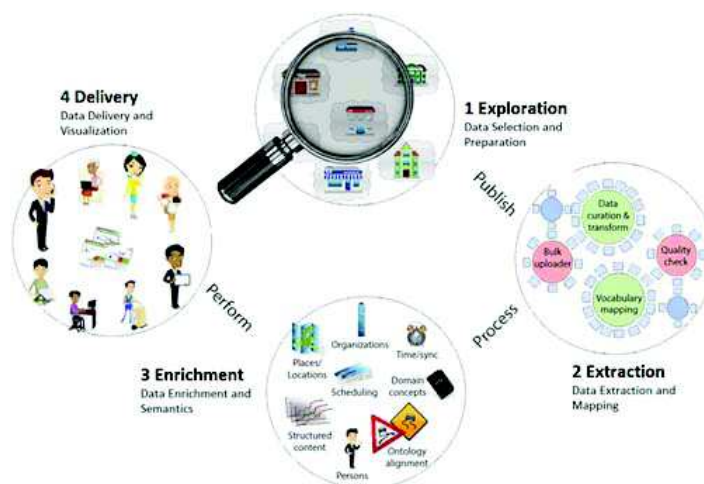 4 Delivery
Data Delivery and
Visualization
1 Exploration
Data Selection and
Preparation
Publish
Data
curation &
transform
Bulk
uploader
Quality
check
Vocabulary
mapping
Process
2 Extraction
Data Extraction and
Mapping
Perform
3 Enrichment
Data Enrichment and
Semantics
Places/
Locations
Organizations
Time/sync
Scheduling
Domain
concepts
Structured
content
Persons
Ontology
alignment